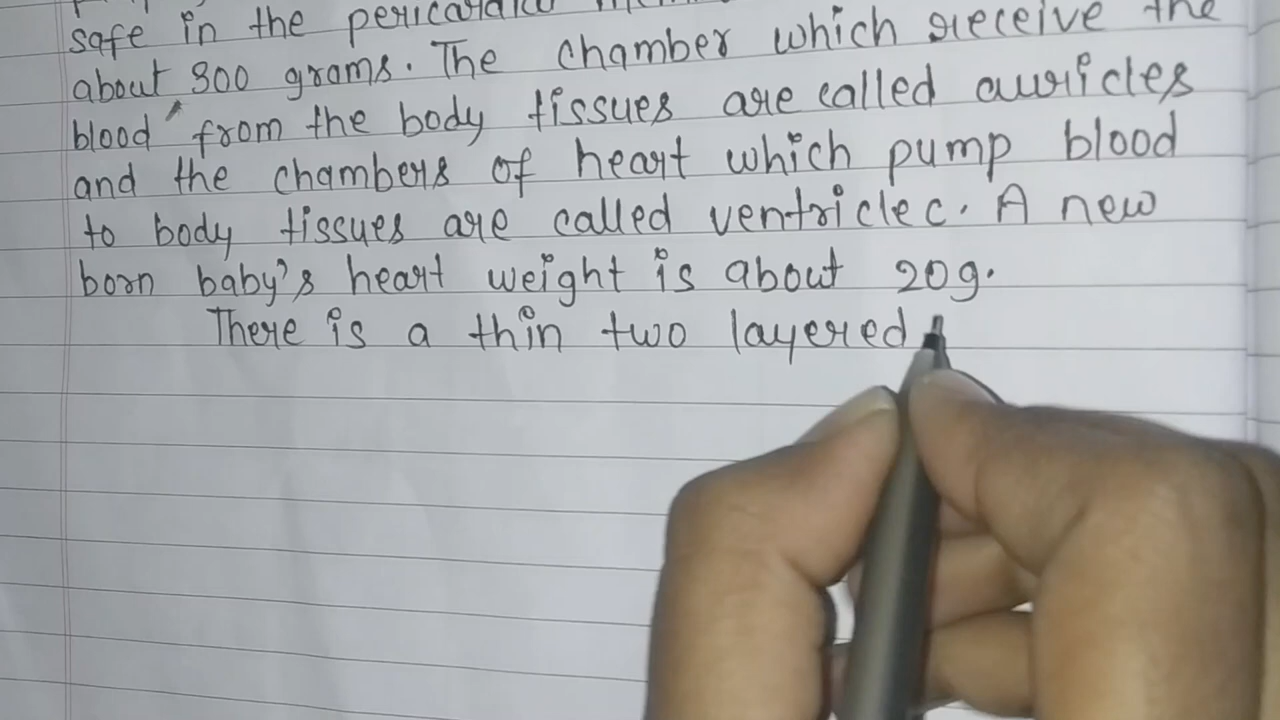 safe in the
about 300 grams. The chamber which receive the
blood from the body tissues are called auricles
and the chambers of heart which pump blood
to body tissues are called ventriclec. A new
born baby's heart weight is about 20g.
There is a thin two layered